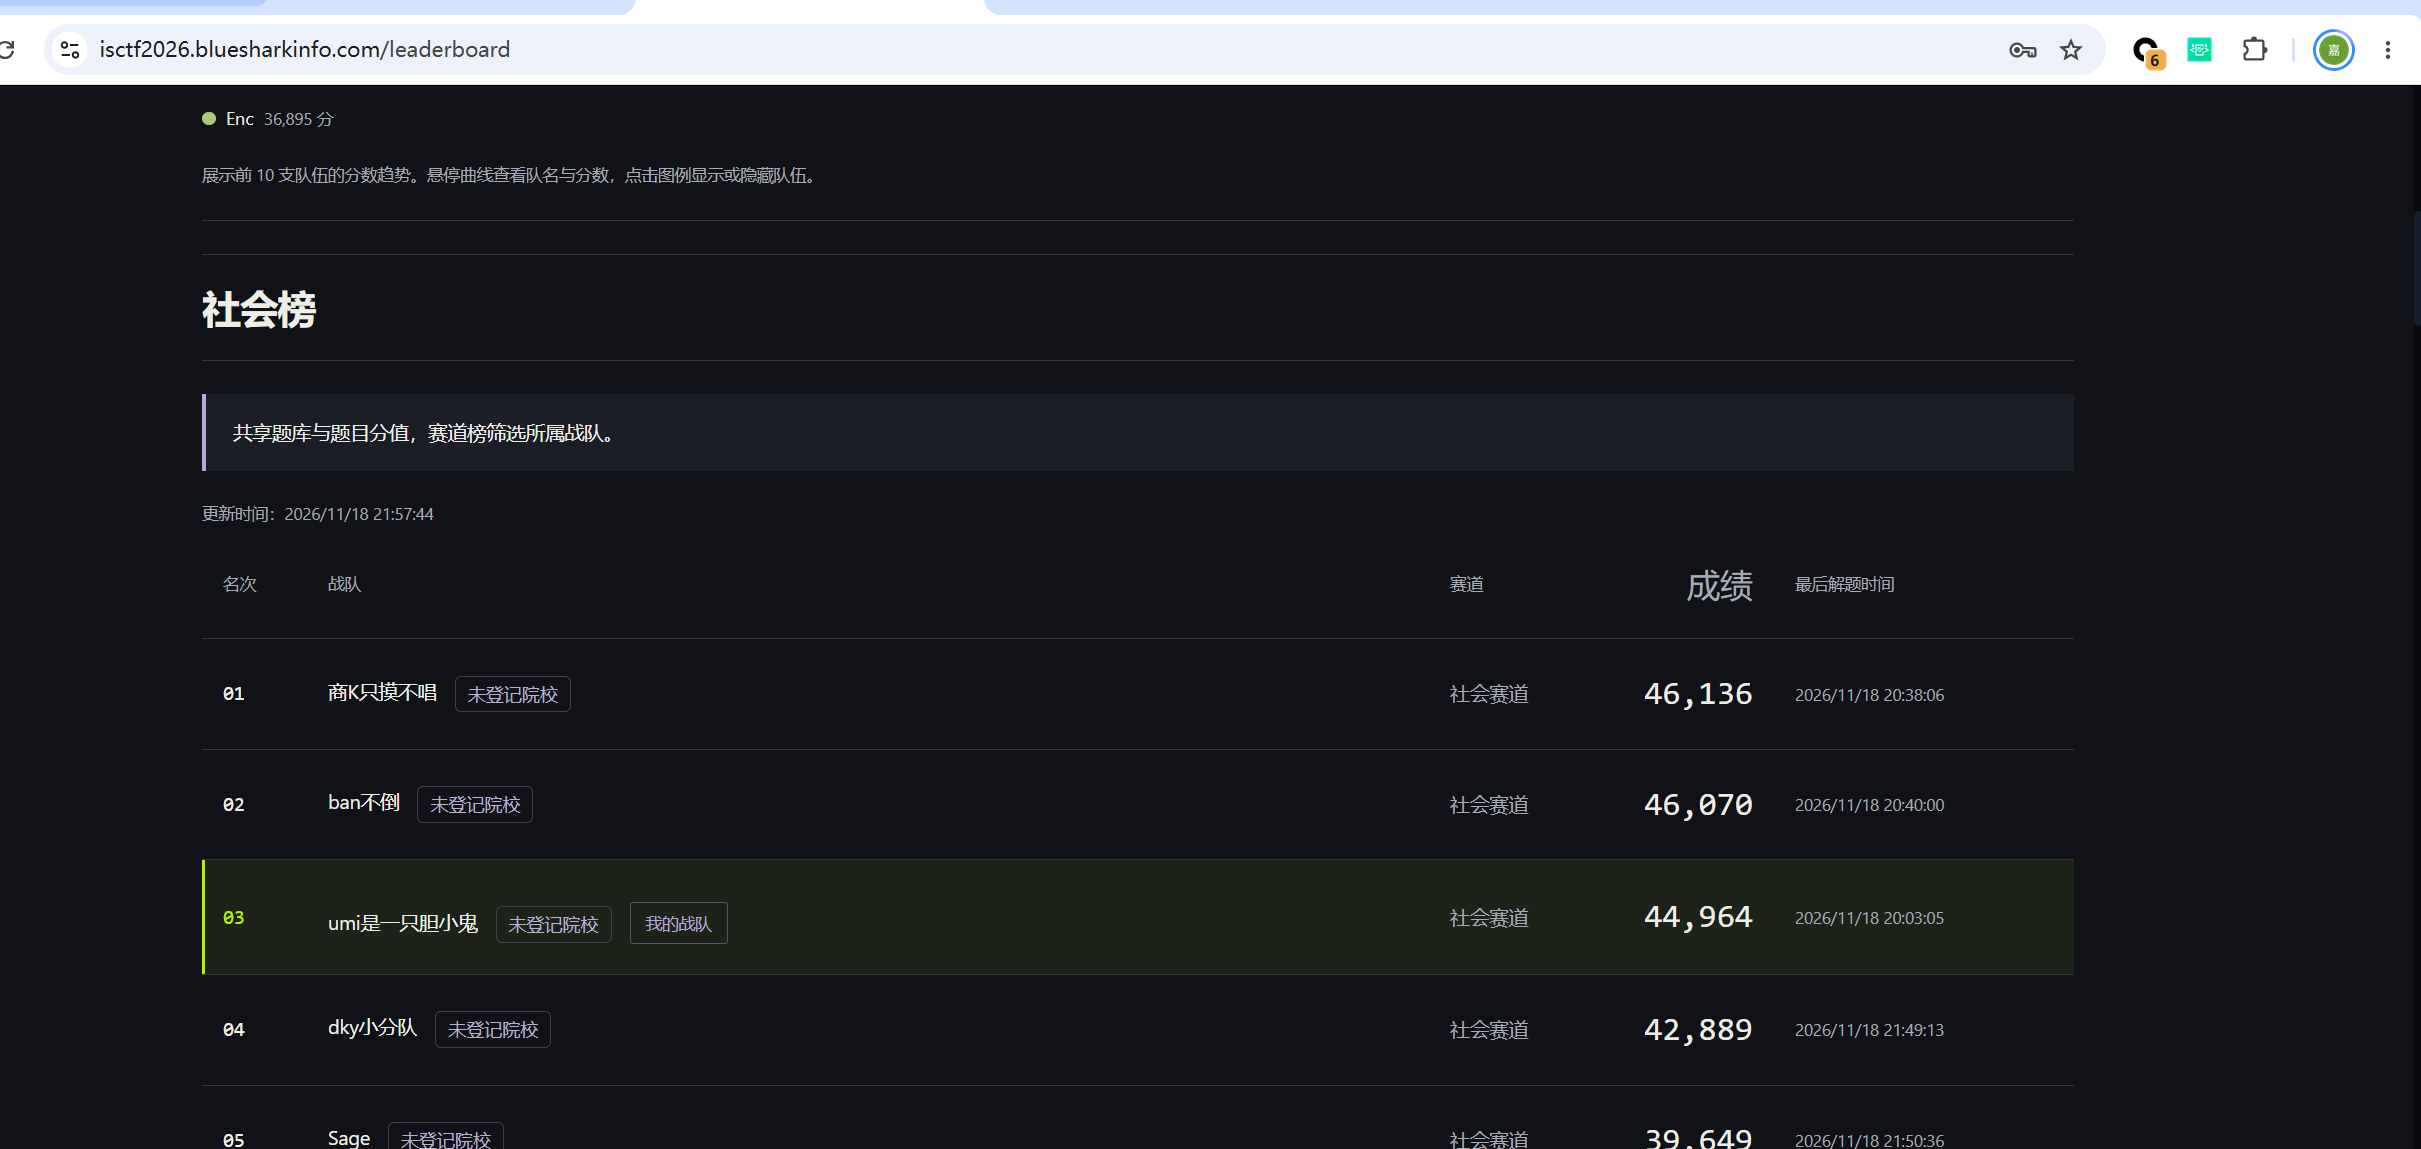 isctf2026.bluesharkinfo.com/leaderboard
6
嘉
Enc 36,895 分
展示前 10 支队伍的分数趋势。悬停曲线查看队名与分数，点击图例显示或隐藏队伍。
社会榜
共享题库与题目分值，赛道榜筛选所属战队。
更新时间：2026/11/18 21:57:44
名次 战队 赛道 成绩 最后解题时间
01 商K只摸不唱 未登记院校 社会赛道 46,136 2026/11/18 20:38:06
02 ban不倒 未登记院校 社会赛道 46,070 2026/11/18 20:40:00
03 umi是一只胆小鬼 未登记院校 我的战队 社会赛道 44,964 2026/11/18 20:03:05
04 dky小分队 未登记院校 社会赛道 42,889 2026/11/18 21:49:13
05 Sage 未登记院校 社会赛道 39,649 2026/11/18 21:50:36